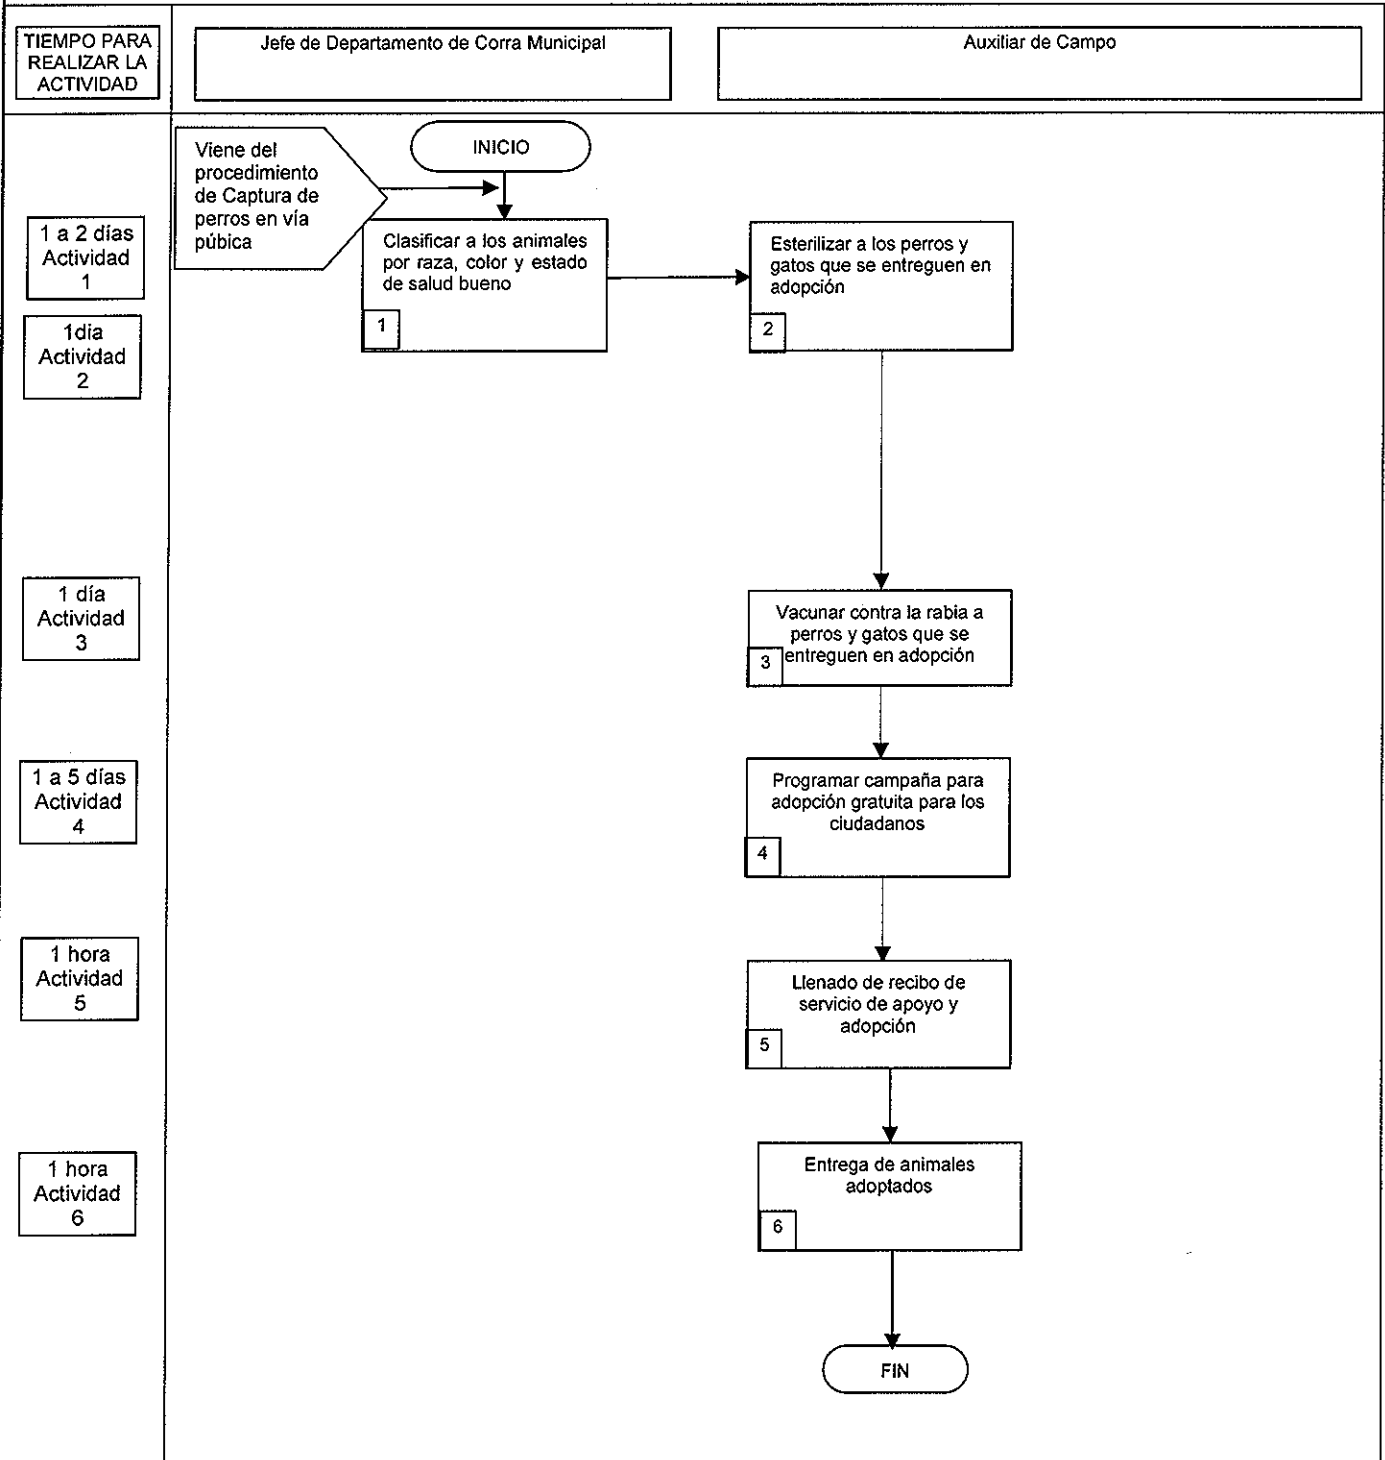 TIEMPO PARA
REALIZAR LA
ACTIVIDAD
Jefe de Departamento de Corra Municipal
Auxiliar de Campo
Viene del
procedimiento
de Captura de
perros en vía
púbica
INICIO
1 a 2 días
Actividad
1
Clasificar a los animales
por raza, color y estado
de salud bueno
1
Esterilizar a los perros y
gatos que se entreguen en
adopción
2
1día
Actividad
2
1 día
Actividad
3
Vacunar contra la rabia a
perros y gatos que se
entreguen en adopción
3
1 a 5 días
Actividad
4
Programar campaña para
adopción gratuita para los
ciudadanos
4
1 hora
Actividad
5
Llenado de recibo de
servicio de apoyo y
adopción
5
1 hora
Actividad
6
Entrega de animales
adoptados
6
FIN